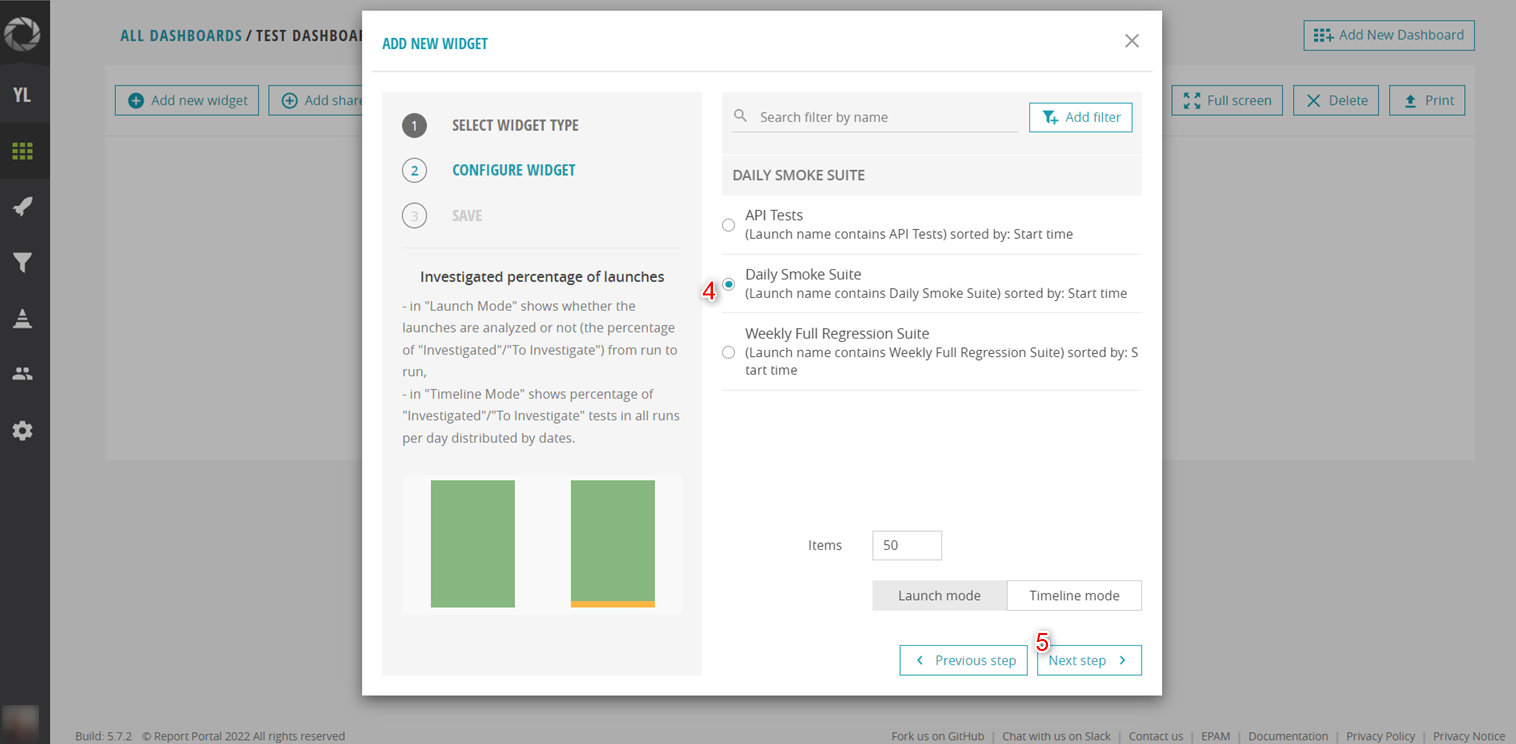 ALL DASHBOARDS / TEST DASHBOAR
Add New Dashboard
YL
Add new widget
Add share
Full screen
Delete
Print
ADD NEW WIDGET
1 SELECT WIDGET TYPE
2 CONFIGURE WIDGET
3 SAVE
Investigated percentage of launches
- in "Launch Mode" shows whether the
launches are analyzed or not (the percentage
of "Investigated"/"To Investigate") from run to
run,
- in "Timeline Mode" shows percentage of
"Investigated"/"To Investigate" tests in all runs
per day distributed by dates.
Search filter by name
Add filter
DAILY SMOKE SUITE
API Tests
(Launch name contains API Tests) sorted by: Start time
4
Daily Smoke Suite
(Launch name contains Daily Smoke Suite) sorted by: Start time
Weekly Full Regression Suite
(Launch name contains Weekly Full Regression Suite) sorted by: S
tart time
Items 50
Launch mode Timeline mode
5
Previous step Next step
Build: 5.7.2 © Report Portal 2022 All rights reserved
Fork us on GitHub | Chat with us on Slack | Contact us | EPAM | Documentation | Privacy Policy | Privacy Notice